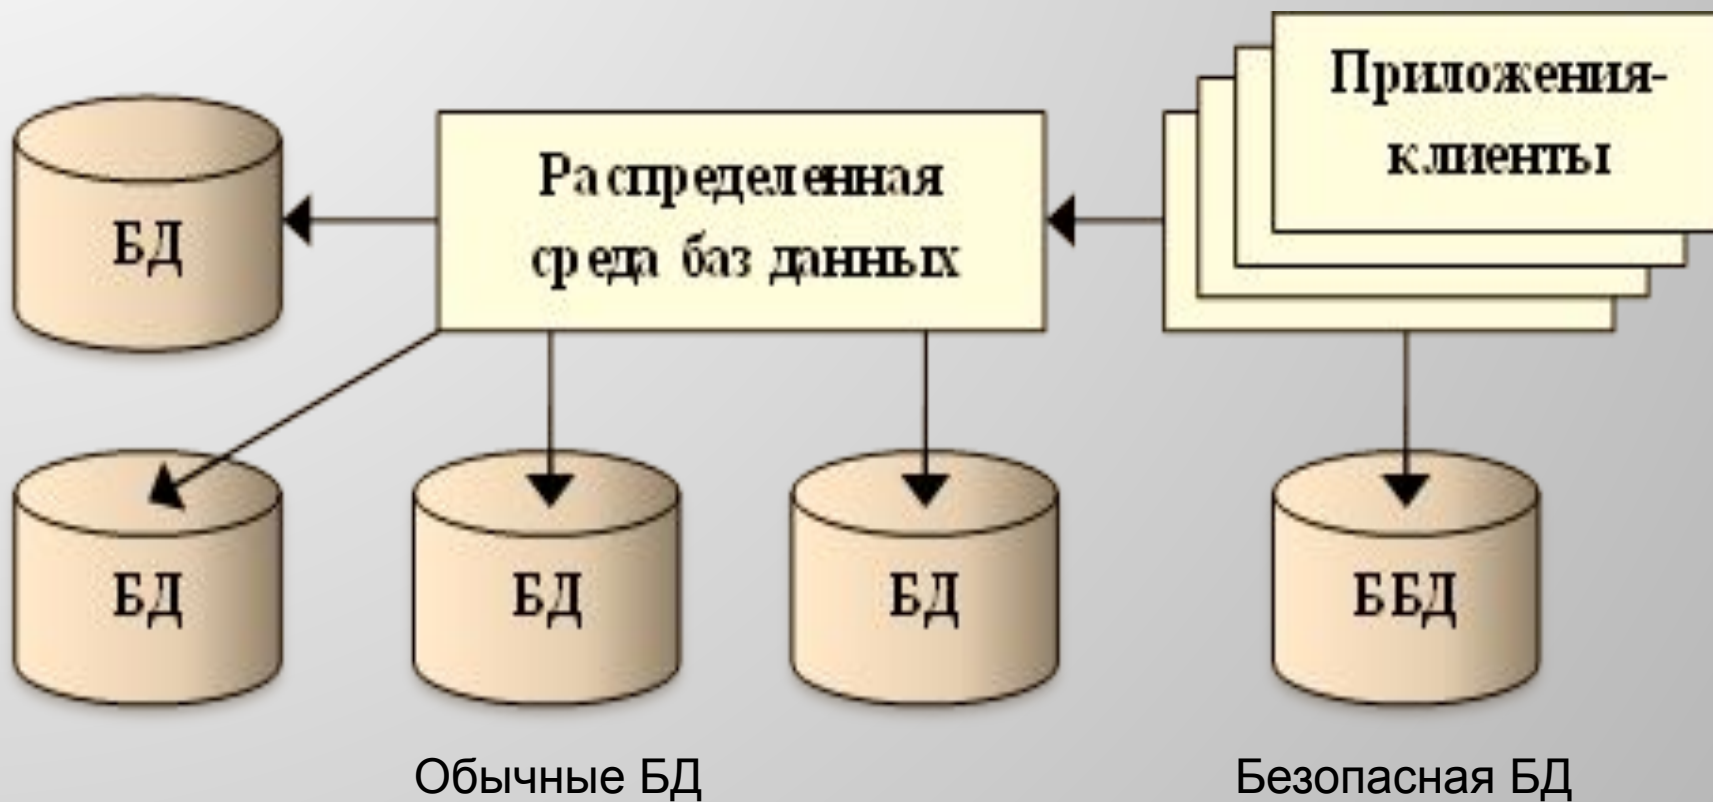 Приложения-
клиенты
Распределенная
среда баз данных
БД
БД
БД
БД
ББД
Обычные БД
Безопасная БД